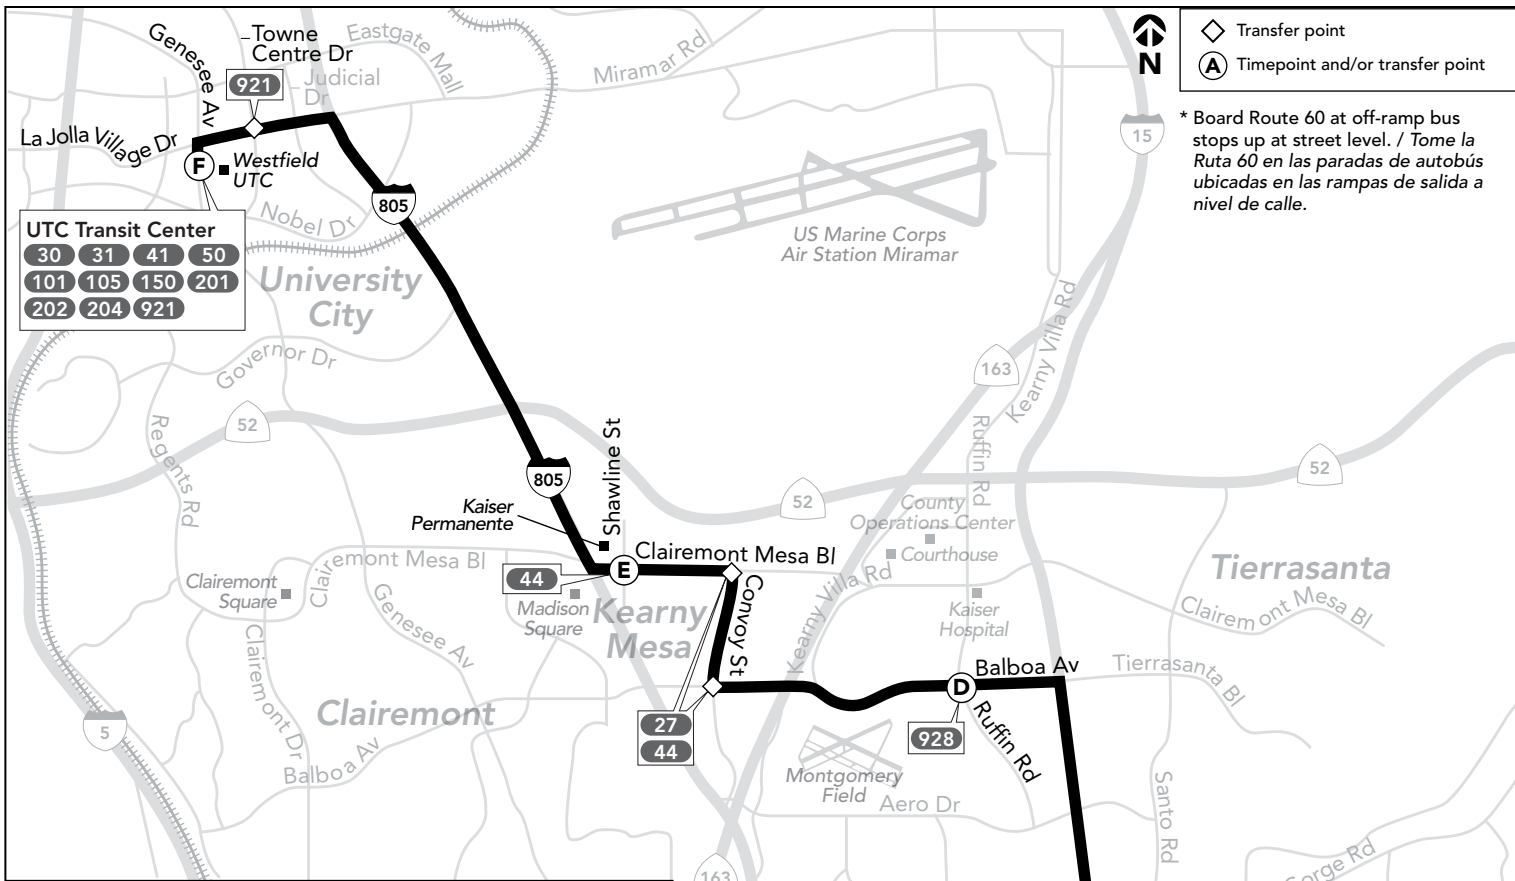 Genesee Av
Towne
Centre Dr
Eastgate
Mall
Judicial
Dr
Miramar Rd
921
La Jolla Village Dr
F
Westfield
UTC
Nobel Dr
805
UTC Transit Center
30 31 41 50
101 105 150 201
202 204 921
University
City
US Marine Corps
Air Station Miramar
N
Transfer point
A Timepoint and/or transfer point
* Board Route 60 at off-ramp bus
stops up at street level. / Tome la
Ruta 60 en las paradas de autobús
ubicadas en las rampas de salida a
nivel de calle.
15
Governor Dr
163
Kearny Villa Rd
52
Regents Rd
Ruffin Rd
52
805
Shawline St
52
Kaiser
Permanente
County
Operations Center
Courthouse
Clairemont Mesa Bl
E
Clairemont Mesa Bl
44
Clairemont
Square
Madison
Square
Kearny
Mesa
Convoy St
Kearny Villa Rd
Kaiser
Hospital
Tierrasanta
Clairemont Mesa Bl
Genesee Av
Clairemont Dr
Balboa Av
Tierrasanta Bl
D
Clairemont
5
27
44
928
Ruffin Rd
Balboa Av
Montgomery
Field
Aero Dr
Santo Rd
163
Gorge Rd